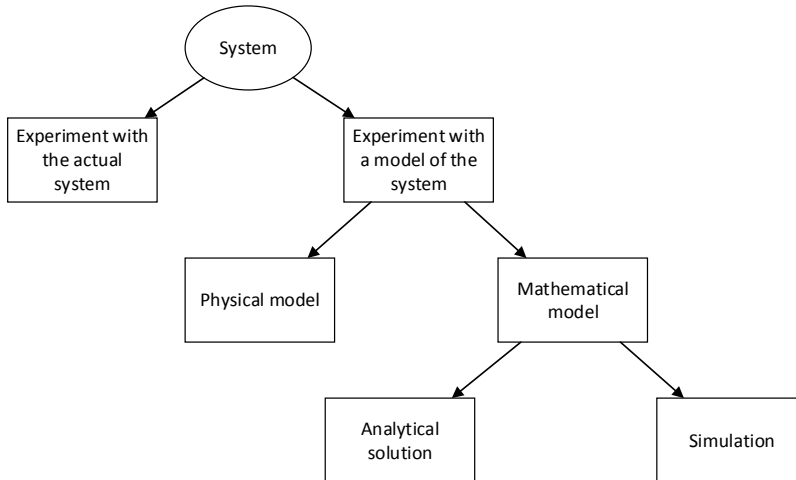 System
Experiment with
the actual
system
Experiment with
a model of the
system
Physical model
Mathematical
model
Analytical
solution
Simulation